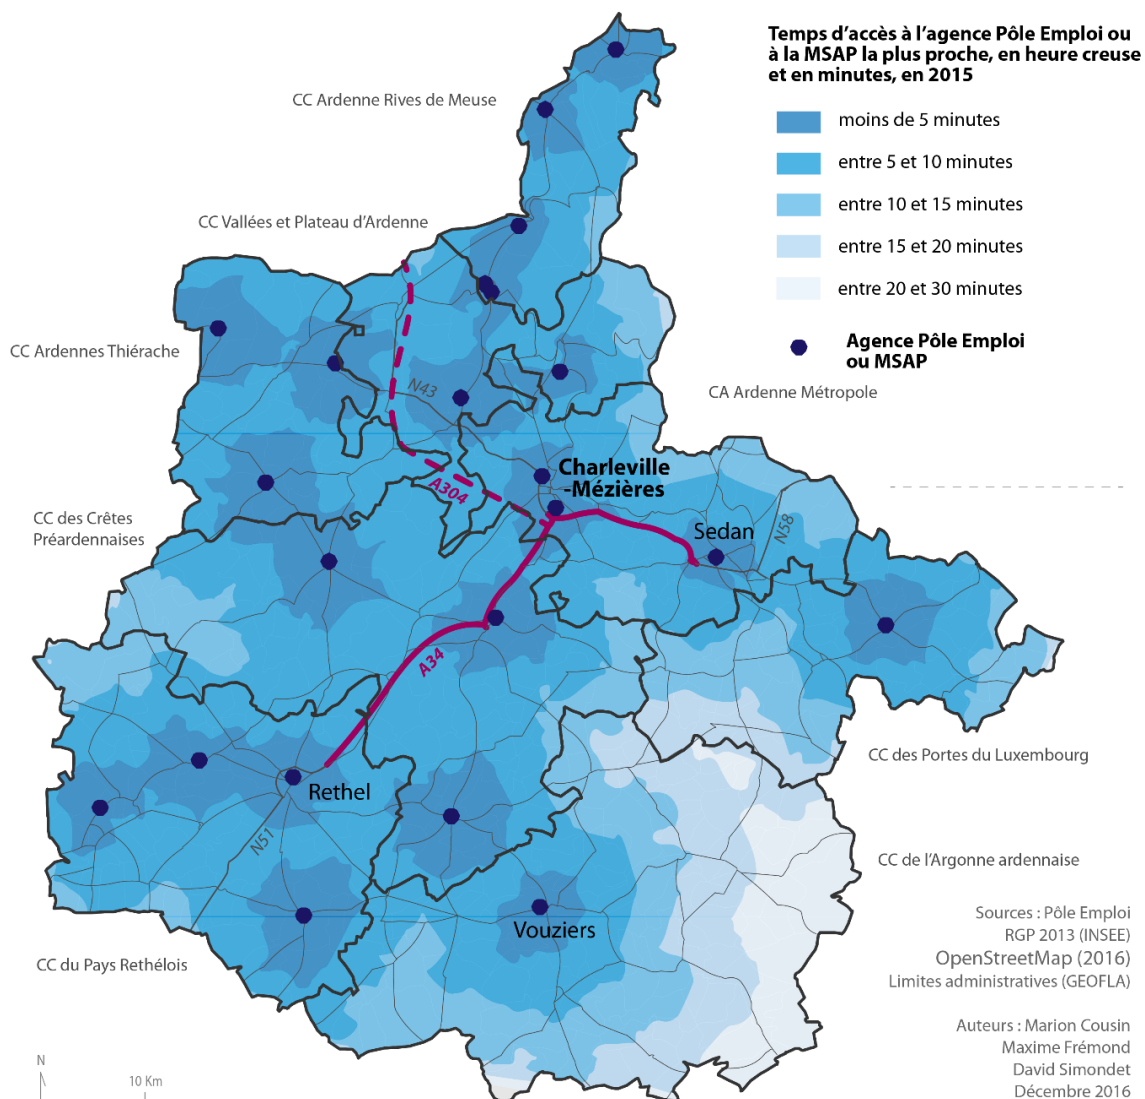 Temps d'accès à l'agence Pôle Emploi ou
à la MSAP la plus proche, en heure creuse
et en minutes, en 2015
moins de 5 minutes
entre 5 et 10 minutes
entre 10 et 15 minutes
entre 15 et 20 minutes
entre 20 et 30 minutes
Agence Pôle Emploi
ou MSAP
CC Ardenne Rives de Meuse
CC Vallées et Plateau d'Ardenne
CC Ardennes Thiérache
N43
CA Ardenne Métropole
Charleville
-Mézières
A304
CC des Crêtes
Préardennaises
Sedan
N58
A34
CC des Portes du Luxembourg
Rethel
N51
CC de l'Argonne ardennaise
Vouziers
CC du Pays Rethélois
Sources : Pôle Emploi
RGP 2013 (INSEE)
OpenStreetMap (2016)
Limites administratives (GEOFLA)
Auteurs : Marion Cousin
Maxime Frémond
David Simondet
Décembre 2016
N
10 Km